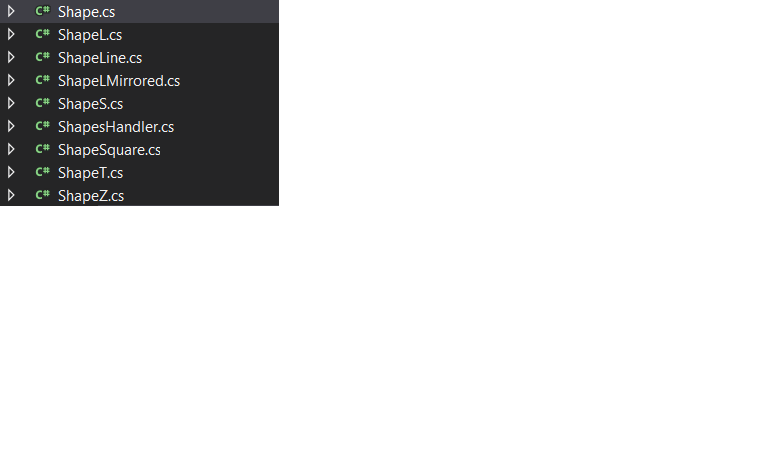 C# Shape.cs
C# ShapeL.cs
C# ShapeLine.cs
C# ShapeLMirrored.cs
C# ShapeS.cs
C# ShapesHandler.cs
C# ShapeSquare.cs
C# ShapeT.cs
C# ShapeZ.cs